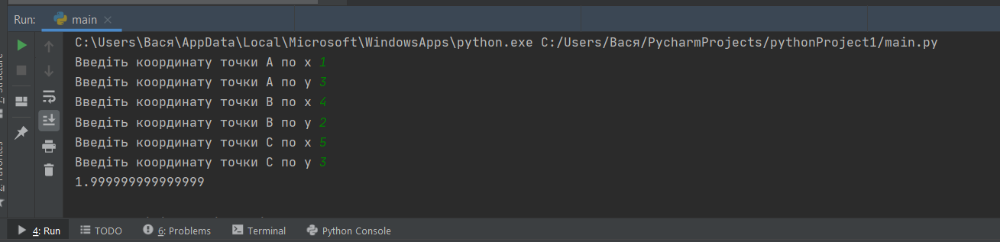 Run: main
C:\Users\Вася\AppData\Local\Microsoft\WindowsApps\python.exe C:/Users/Вася/PycharmProjects/pythonProject1/main.py
Введіть координату точки A по x 1
Введіть координату точки A по y 3
Введіть координату точки B по x 4
Введіть координату точки B по y 2
Введіть координату точки C по x 5
Введіть координату точки C по y 3
1.999999999999999
4: Run TODO 6: Problems Terminal Python Console